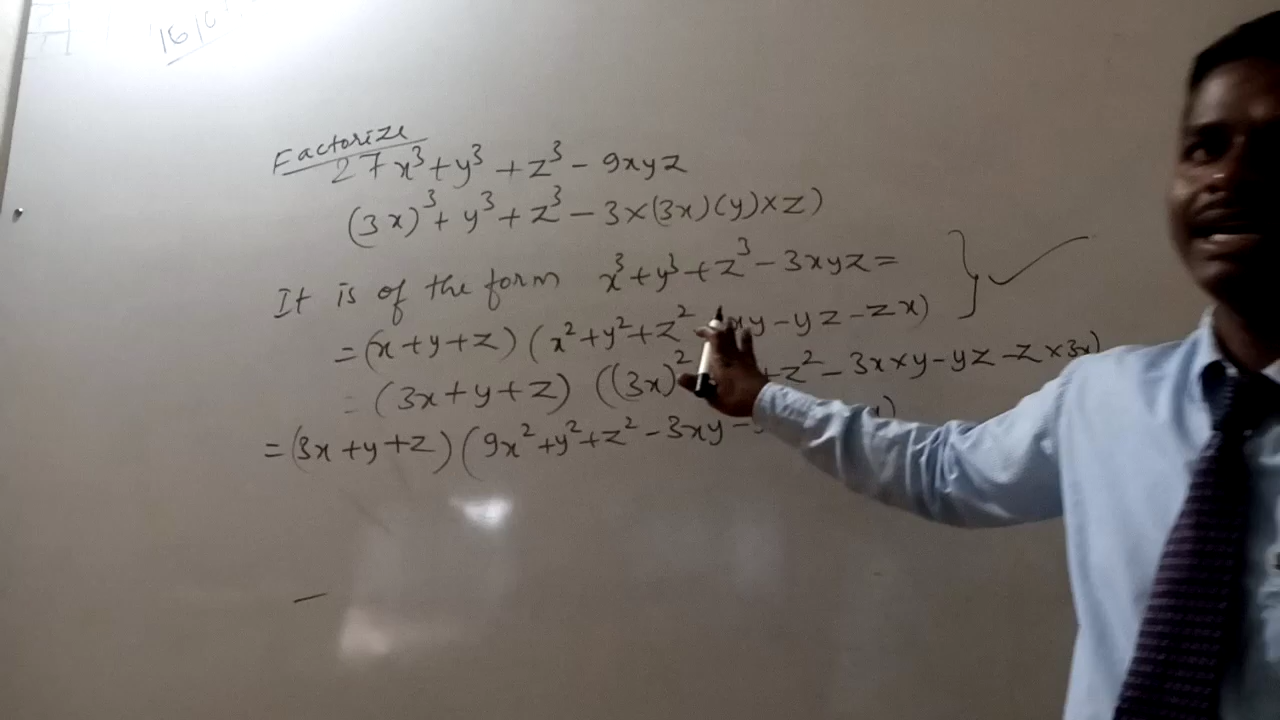 16/0
Factorize
27x³+y³+z³-9xyz
(3x)³+y³+z³-3×(3x)(y)×z)
It is of the form x³+y³+z³-3xyz=
=(x+y+z)(x²+y²+z² xy-yz-zx)
=(3x+y+z)((3x)² +z²-3x×y-yz-z×3x)
=(3x+y+z)(9x²+y²+z²-3xy-